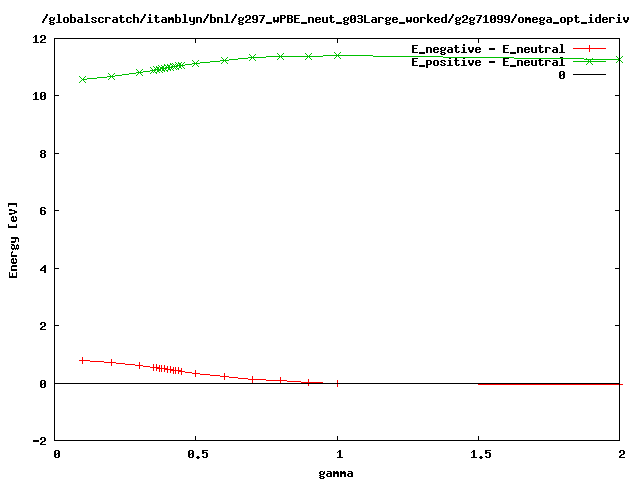 /globalscratch/itamblyn/bnl/g297_wPBE_neut_g03Large_worked/g2g71099/omega_opt_ideriv
12
10
8
6
4
2
0
-2
Energy [eV]
E_negative - E_neutral
E_positive - E_neutral
0
0 0.5 1 1.5 2
gamma